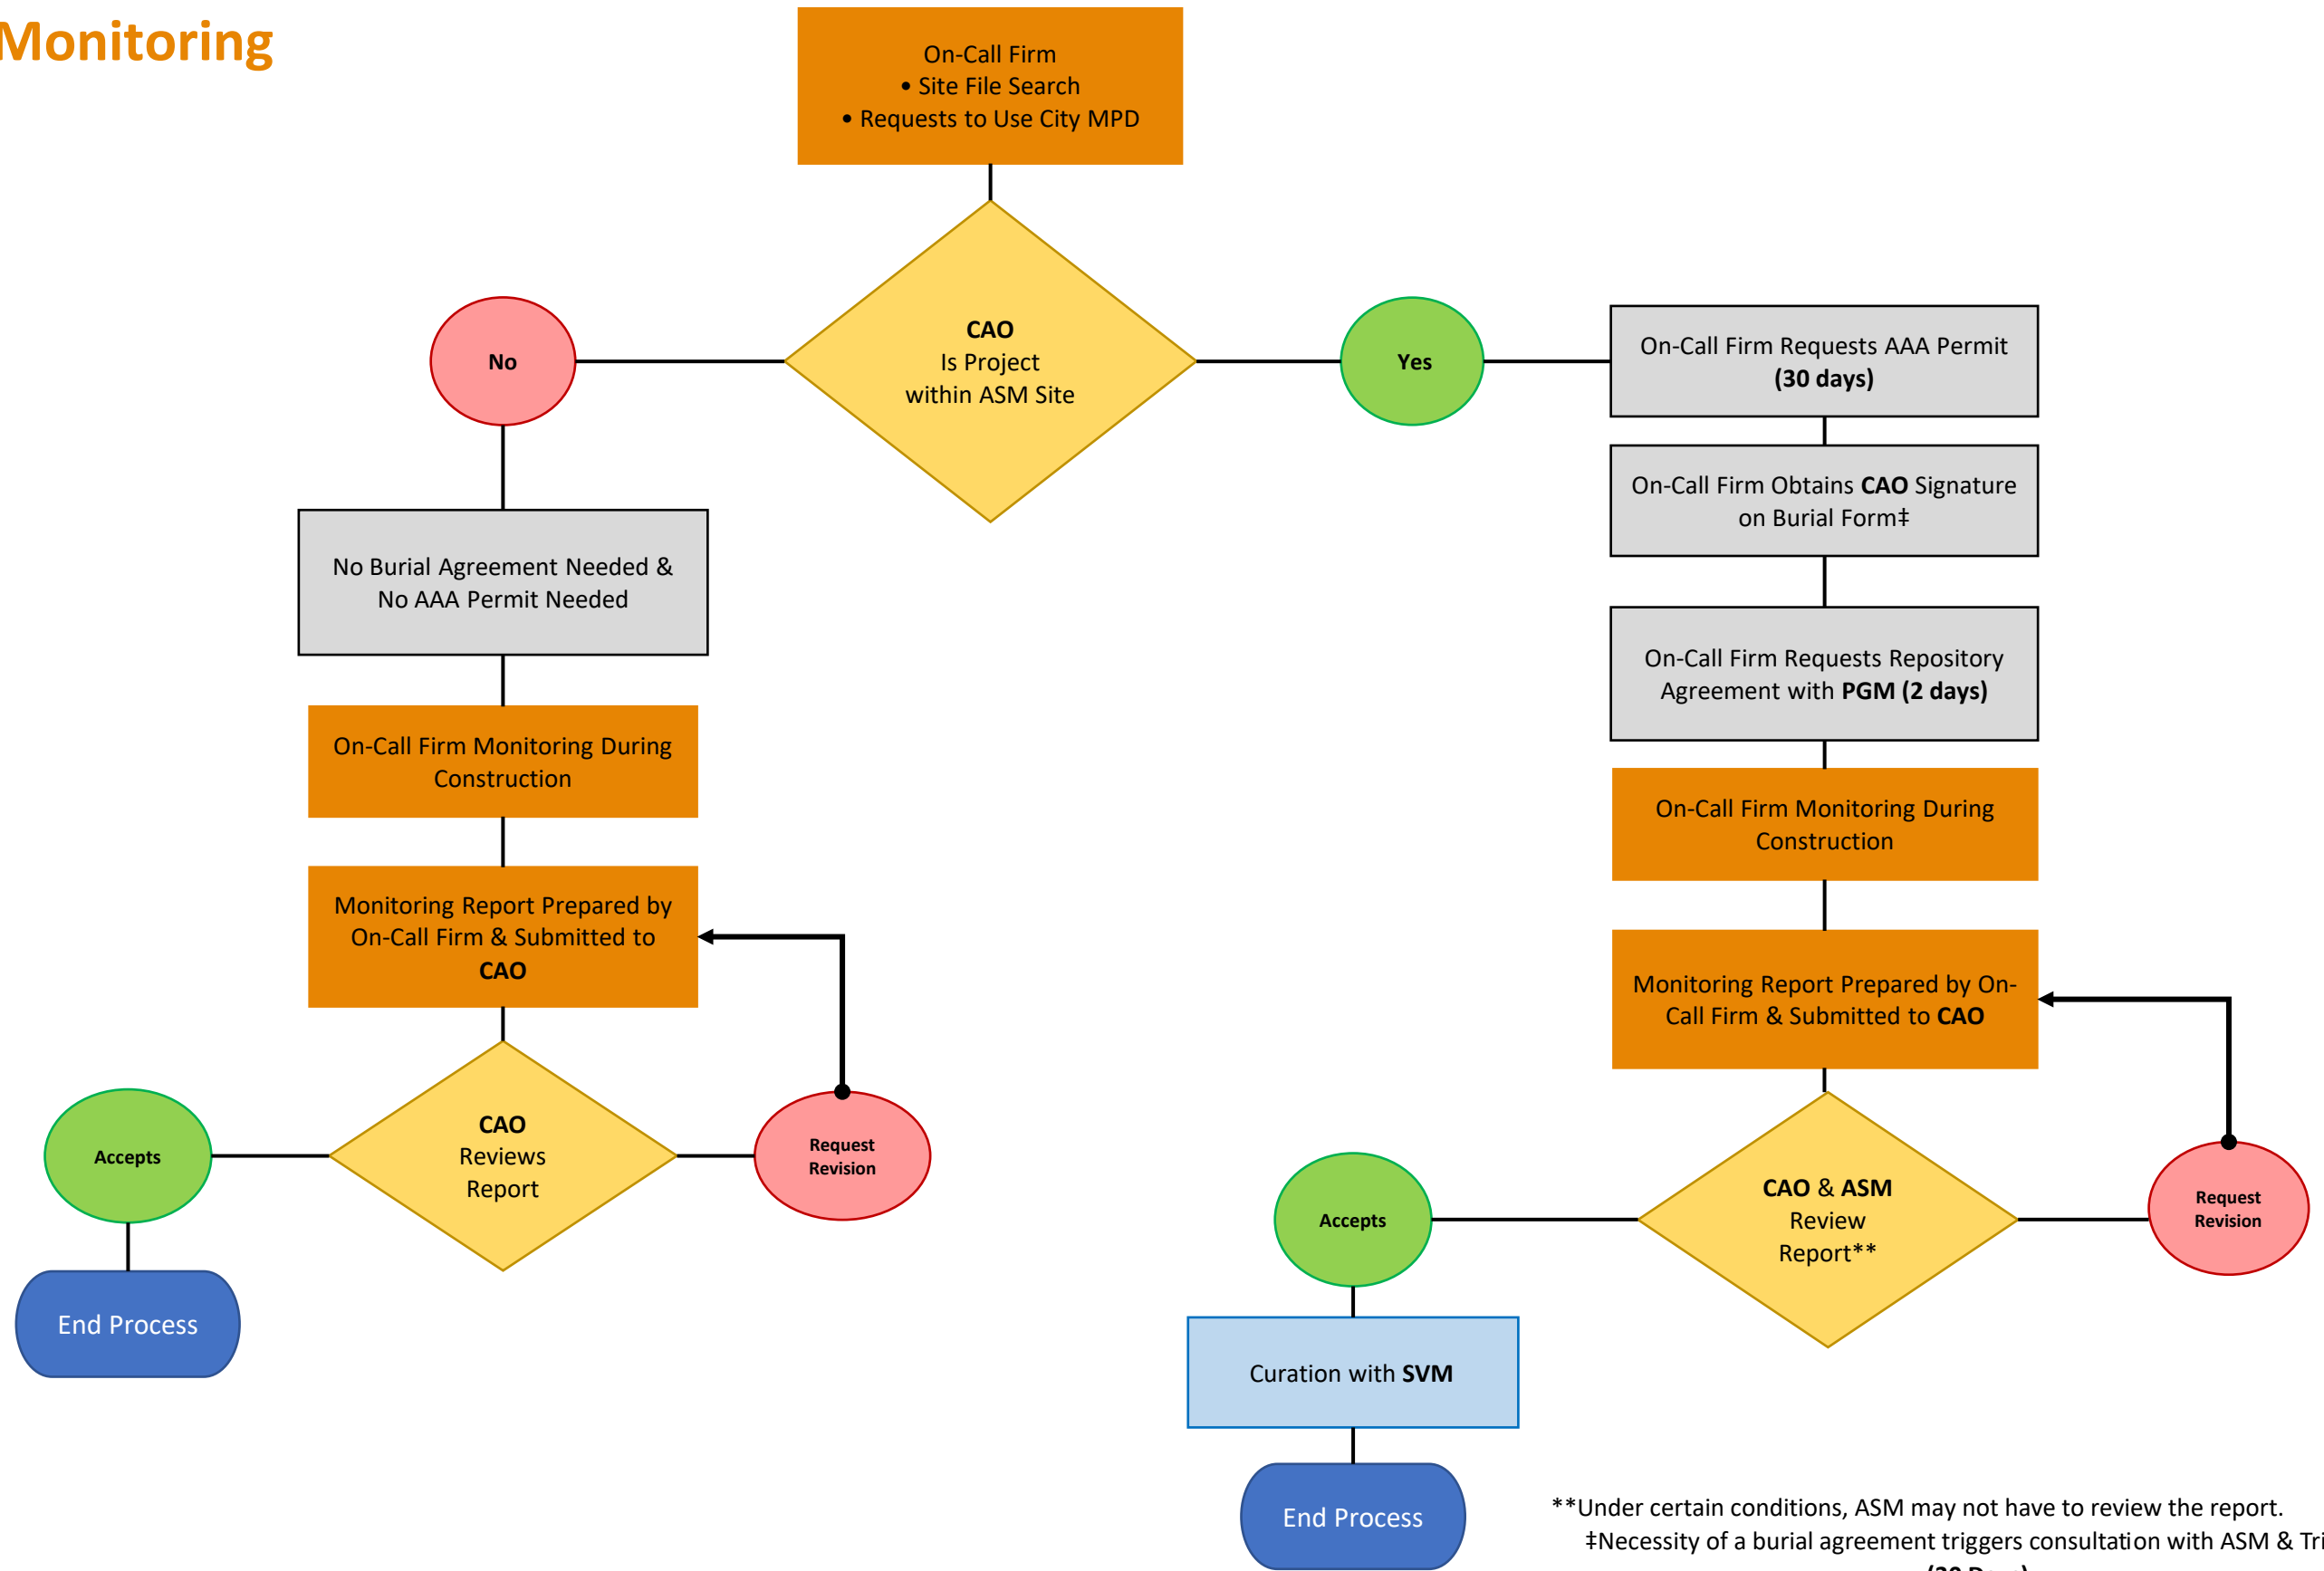 Monitoring
On-Call Firm
• Site File Search
• Requests to Use City MPD
CAO
Is Project
within ASM Site
No
Yes
On-Call Firm Requests AAA Permit
(30 days)
On-Call Firm Obtains CAO Signature
on Burial Form‡
On-Call Firm Requests Repository
Agreement with PGM (2 days)
On-Call Firm Monitoring During
Construction
Monitoring Report Prepared by On-
Call Firm & Submitted to CAO
CAO & ASM
Review
Report**
Request
Revision
Accepts
Curation with SVM
End Process
No Burial Agreement Needed &
No AAA Permit Needed
On-Call Firm Monitoring During
Construction
Monitoring Report Prepared by
On-Call Firm & Submitted to
CAO
CAO
Reviews
Report
Request
Revision
Accepts
End Process
**Under certain conditions, ASM may not have to review the report.
‡Necessity of a burial agreement triggers consultation with ASM & Tri